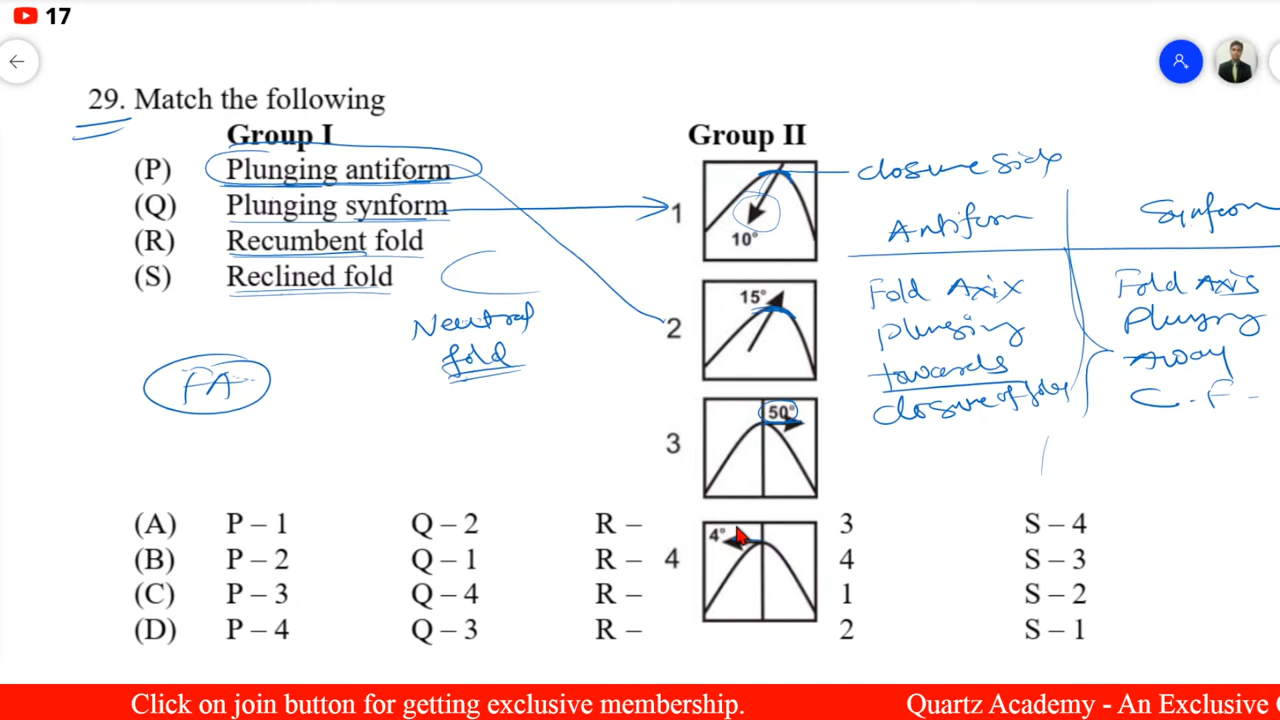 17
29. Match the following
Group I
Group II
(P) Plunging antiform
(Q) Plunging synform
(R) Recumbent fold
(S) Reclined fold
Neutral
fold
FA
1
10°
2
15°
3
50°
4
4°
closure side
Antiform
Synform
Fold Axix
plunging
towards
closure of
Fold Axis
Plunging
Away
C.F-
(A) P – 1 Q – 2 R – 3 S – 4
(B) P – 2 Q – 1 R – 4 S – 3
(C) P – 3 Q – 4 R – 1 S – 2
(D) P – 4 Q – 3 R – 2 S – 1
Click on join button for getting exclusive membership.
Quartz Academy - An Exclusive